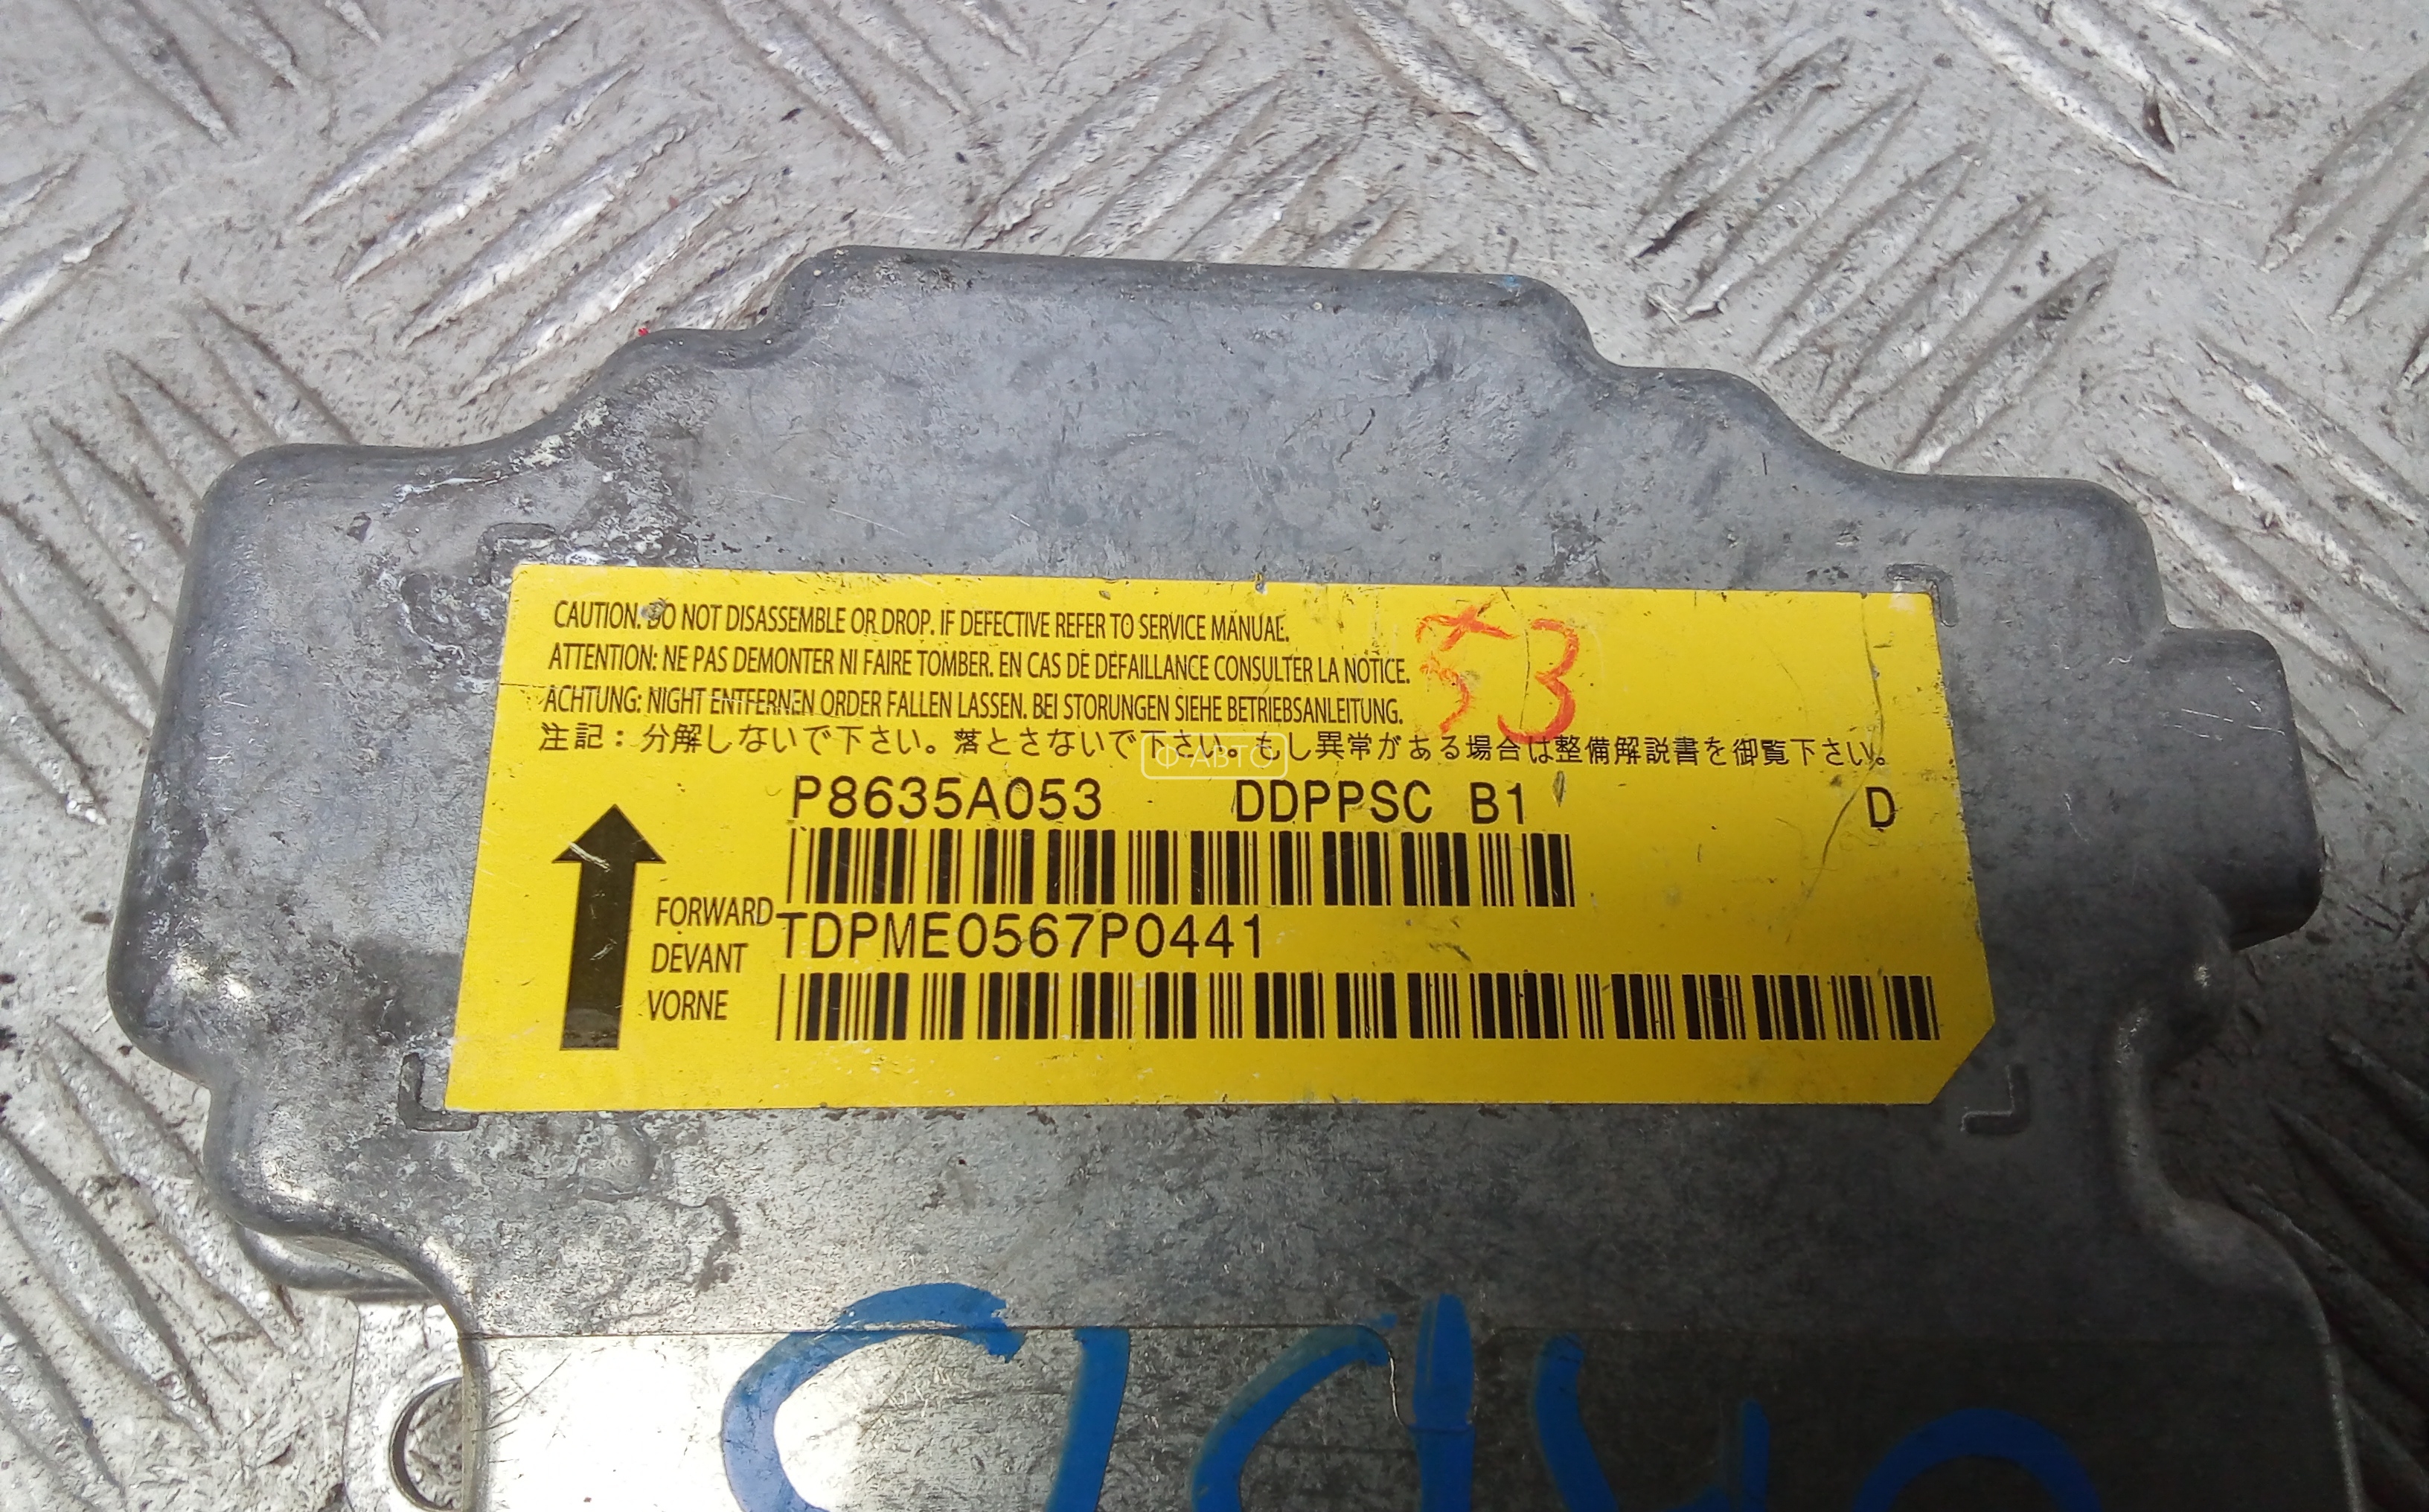 CAUTION. DO NOT DISASSEMBLE OR DROP. IF DEFECTIVE REFER TO SERVICE MANUAL.
ATTENTION: NE PAS DEMONTER NI FAIRE TOMBER. EN CAS DE DEFAILLANCE CONSULTER LA NOTICE.
ACHTUNG: NIGHT ENTFERNEN ORDER FALLEN LASSEN. BEI STORUNGEN SIEHE BETRIEBSANLEITUNG.
53
注記：分解しないで下さい。落とさないで下さい。もし異常がある場合は整備解説書を御覧下さい。
Ф-АВТО
P8635A053 DDPPSC B1 D
FORWARD TDPME0567P0441
DEVANT
VORNE